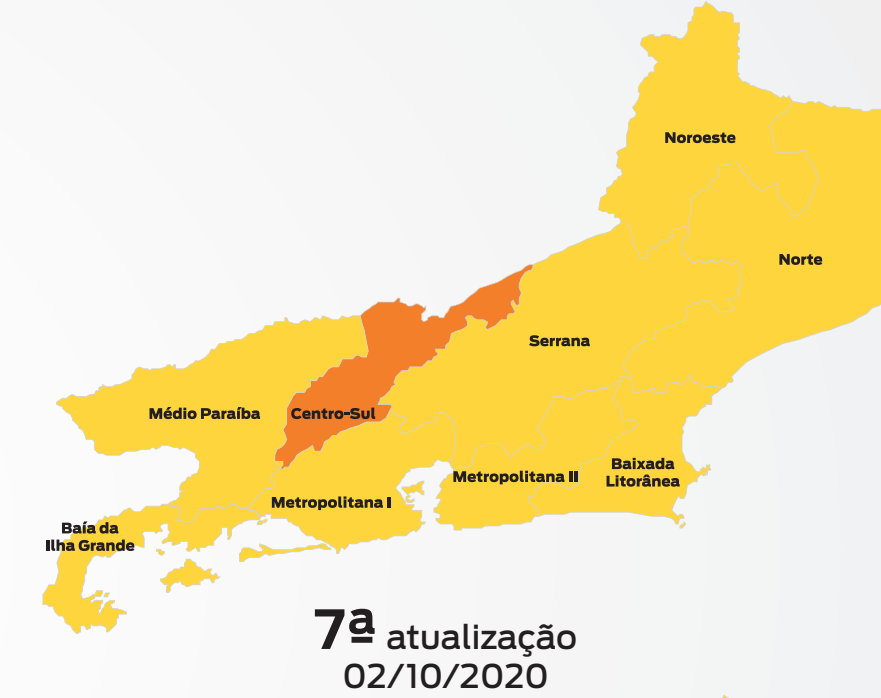 Noroeste
Norte
Serrana
Médio Paraíba
Centro-Sul
Baixada
Litorânea
Metropolitana II
Metropolitana I
Baía da
Ilha Grande
7ª atualização
02/10/2020